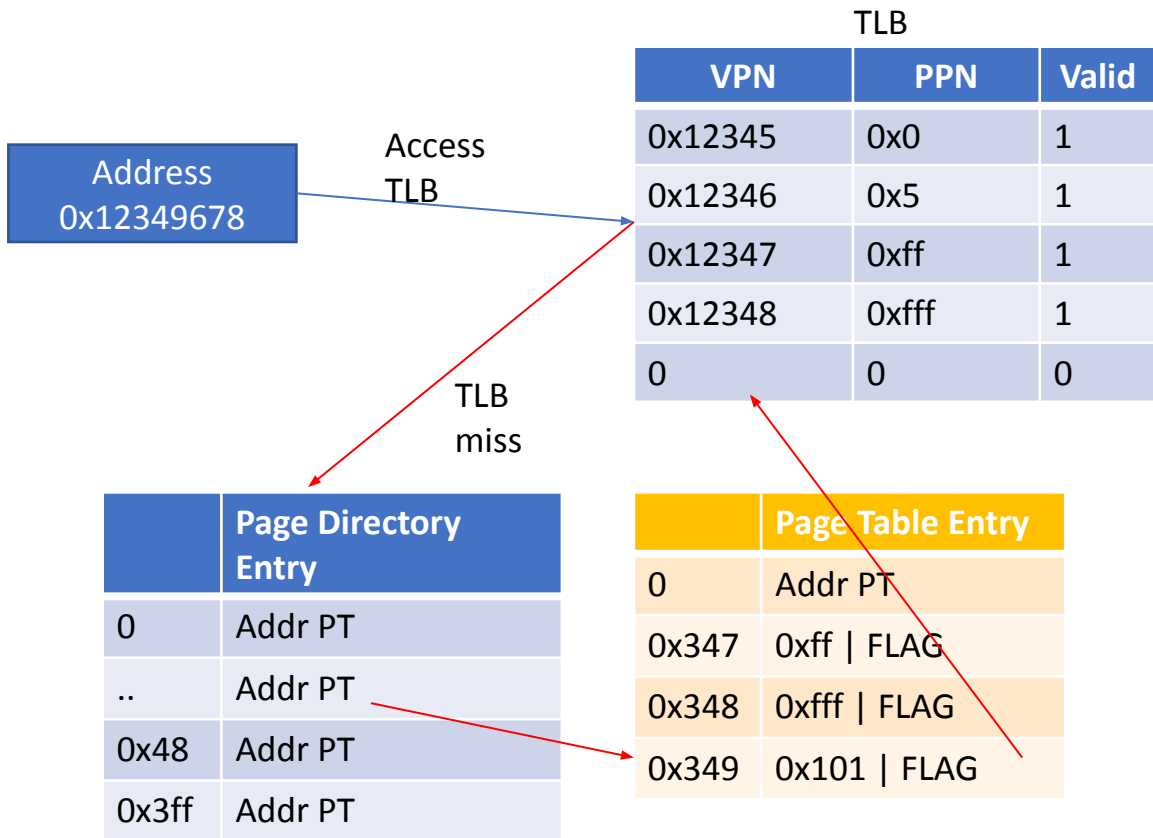 TLB
VPN PPN Valid
0x12345 0x0 1
0x12346 0x5 1
0x12347 0xff 1
0x12348 0xfff 1
0 0 0
Address
0x12349678
Access
TLB
TLB
miss
Page Directory
Entry
0 Addr PT
.. Addr PT
0x48 Addr PT
0x3ff Addr PT
Page Table Entry
0 Addr PT
0x347 0xff | FLAG
0x348 0xfff | FLAG
0x349 0x101 | FLAG